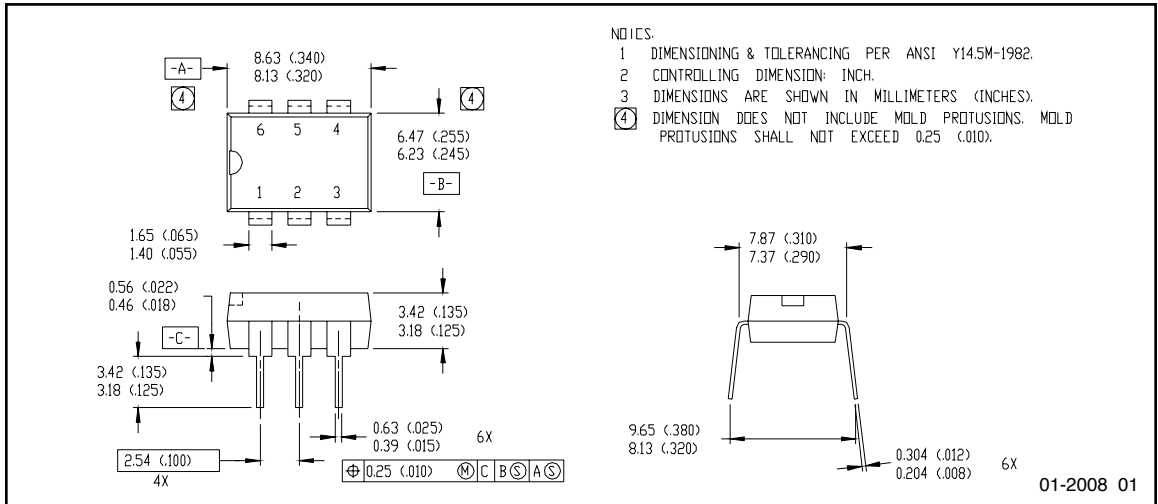 NOTES.
1 DIMENSIONING & TOLERANCING PER ANSI Y14.5M-1982.
2 CONTROLLING DIMENSION: INCH.
3 DIMENSIONS ARE SHOWN IN MILLIMETERS (INCHES).
4 DIMENSION DOES NOT INCLUDE MOLD PROTUSIONS. MOLD
PROTUSIONS SHALL NOT EXCEED 0.25 (.010).
-A-
8.63 (.340)
8.13 (.320)
4
4
6 5 4
1 2 3
6.47 (.255)
6.23 (.245)
-B-
1.65 (.065)
1.40 (.055)
0.56 (.022)
0.46 (.018)
-C-
3.42 (.135)
3.18 (.125)
3.42 (.135)
3.18 (.125)
0.63 (.025)
0.39 (.015)
6X
2.54 (.100)
4X
⌖ 0.25 (.010) Ⓜ C B Ⓢ A Ⓢ
7.87 (.310)
7.37 (.290)
9.65 (.380)
8.13 (.320)
0.304 (.012)
0.204 (.008)
6X
01-2008 01